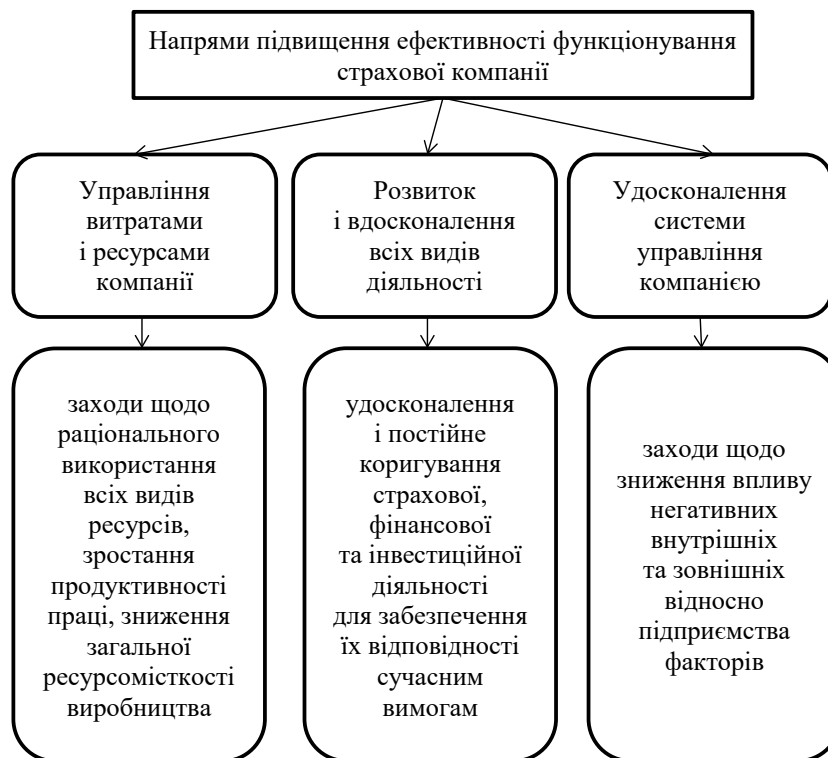 Напрями підвищення ефективності функціонування
страхової компанії
Управління
витратами
і ресурсами
компанії
Розвиток
і вдосконалення
всіх видів
діяльності
Удосконалення
системи
управління
компанією
заходи щодо
раціонального
використання
всіх видів
ресурсів,
зростання
продуктивності
праці, зниження
загальної
ресурсомісткості
виробництва
удосконалення
і постійне
коригування
страхової,
фінансової
та інвестиційної
діяльності
для забезпечення
їх відповідності
сучасним
вимогам
заходи щодо
зниження впливу
негативних
внутрішніх
та зовнішніх
відносно
підприємства
факторів